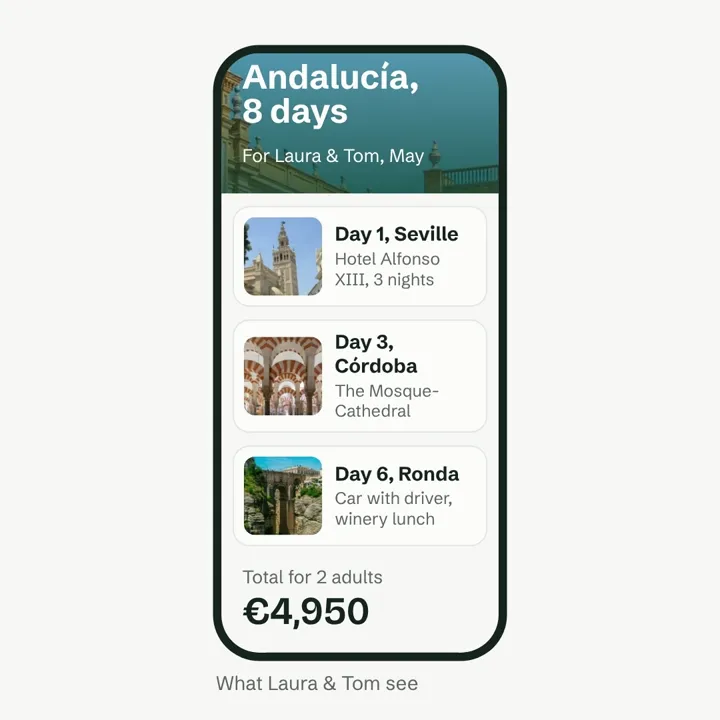 Andalucía,
8 days
For Laura & Tom, May
Day 1, Seville
Hotel Alfonso
XIII, 3 nights
Day 3,
Córdoba
The Mosque-
Cathedral
Day 6, Ronda
Car with driver,
winery lunch
Total for 2 adults
€4,950
What Laura & Tom see